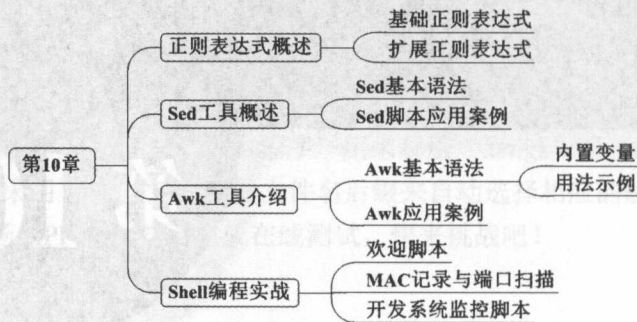 第10章
正则表达式概述
基础正则表达式
扩展正则表达式
Sed工具概述
Sed基本语法
Sed脚本应用案例
Awk工具介绍
Awk基本语法
内置变量
用法示例
Awk应用案例
Shell编程实战
欢迎脚本
MAC记录与端口扫描
开发系统监控脚本